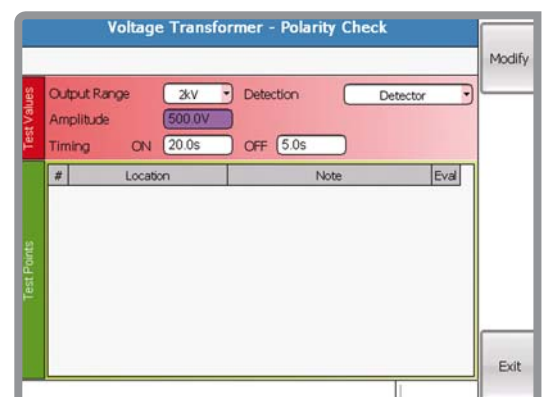 Voltage Transformer - Polarity Check
Modify
Test Values
Output Range 2kV Detection Detector
Amplitude 500.0V
Timing ON 20.0s OFF 5.0s
Test Points
# Location Note Eval
Exit